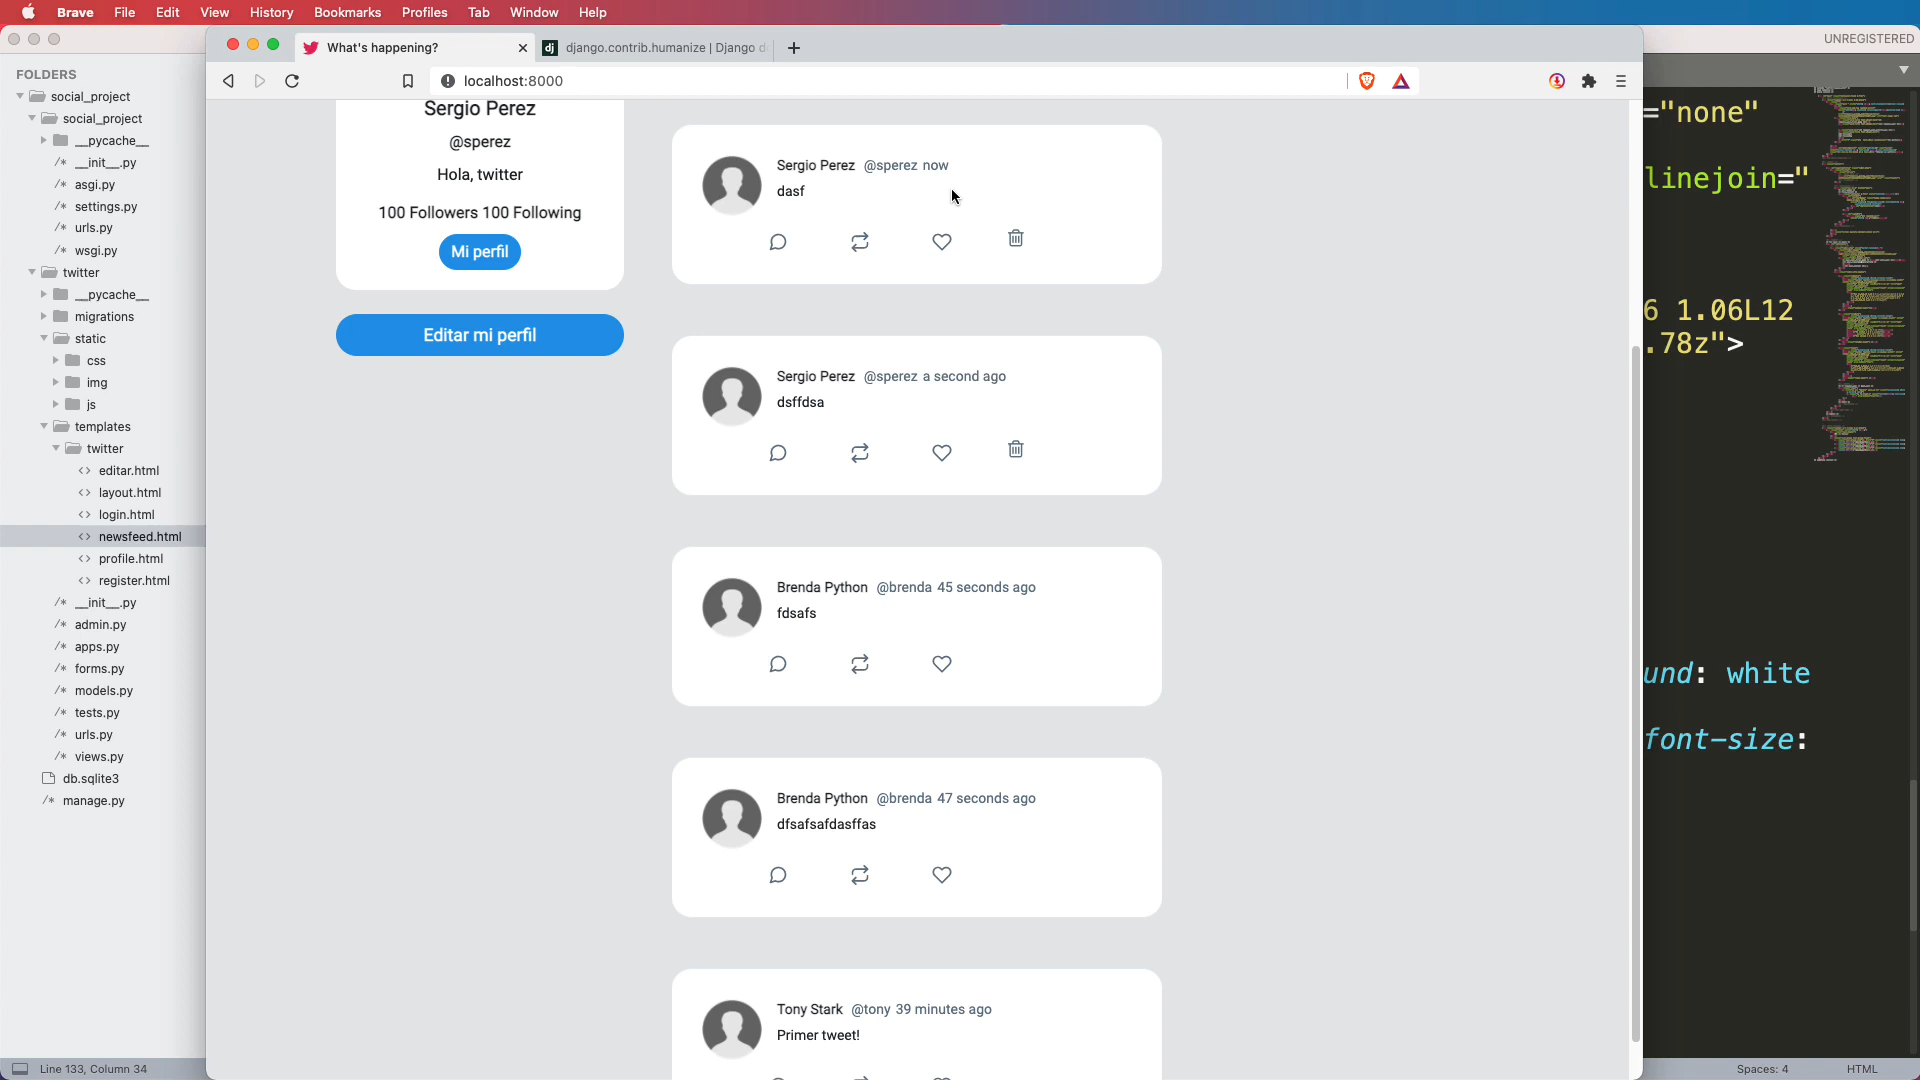 Brave File Edit View History Bookmarks Profiles Tab Window Help
What's happening?
django.contrib.humanize | Django d
UNREGISTERED
localhost:8000
FOLDERS
social_project
social_project
__pycache__
__init__.py
asgi.py
settings.py
urls.py
wsgi.py
twitter
__pycache__
migrations
static
css
img
js
templates
twitter
editar.html
layout.html
login.html
newsfeed.html
profile.html
register.html
__init__.py
admin.py
apps.py
forms.py
models.py
tests.py
urls.py
views.py
db.sqlite3
manage.py
Line 133, Column 34
Sergio Perez
@sperez
Hola, twitter
100 Followers 100 Following
Mi perfil
Editar mi perfil
Sergio Perez @sperez now
dasf
Sergio Perez @sperez a second ago
dsffdsa
Brenda Python @brenda 45 seconds ago
fdsafs
Brenda Python @brenda 47 seconds ago
dfsafsafdasffas
Tony Stark @tony 39 minutes ago
Primer tweet!
="none"
linejoin="
6 1.06L12
.78z">
und: white
font-size:
Spaces: 4
HTML